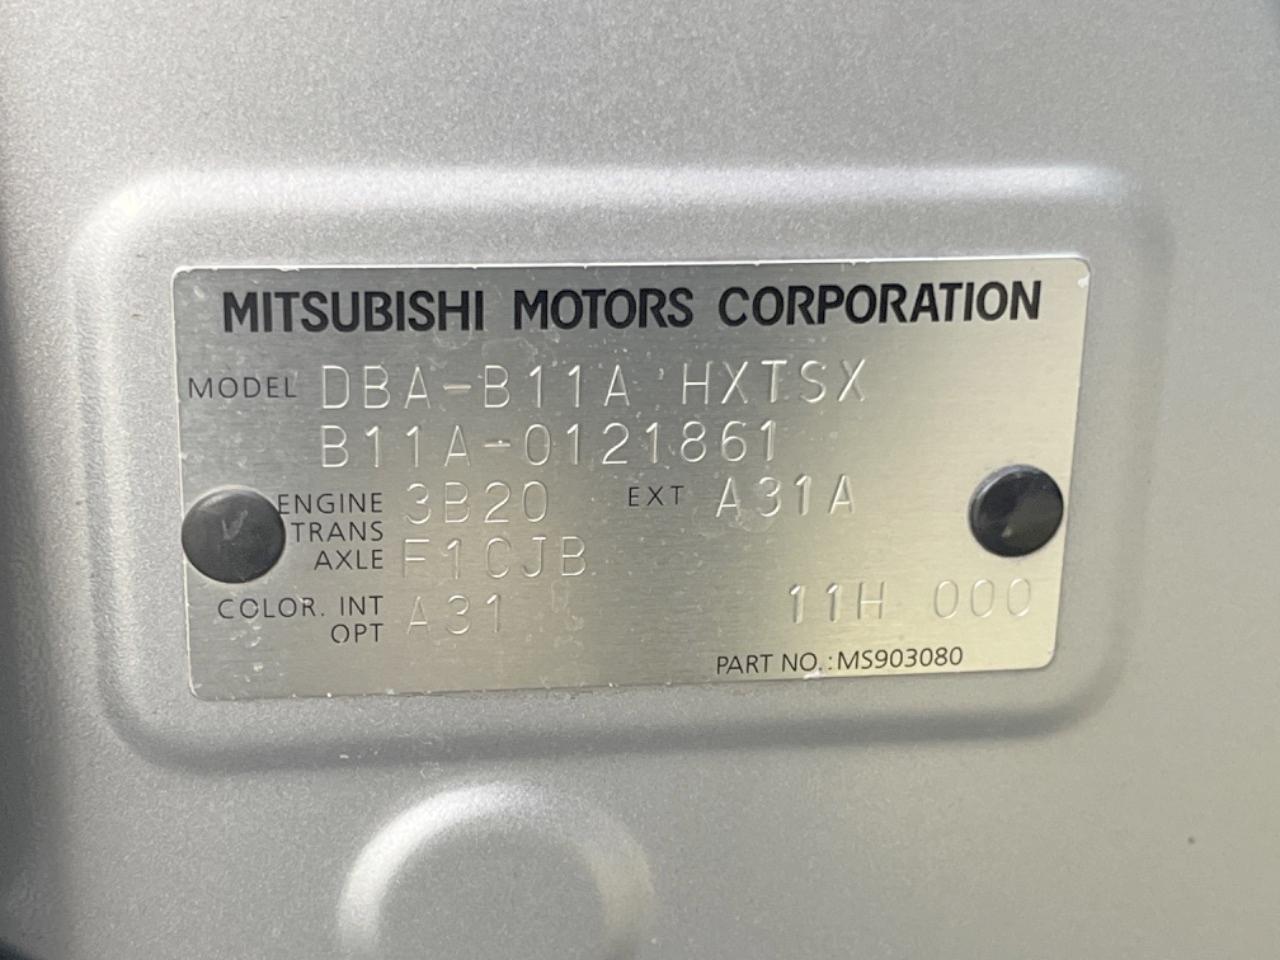 MITSUBISHI MOTORS CORPORATION
MODEL DBA-B11A HXTSX
B11A-0121861
ENGINE 3B20 EXT A31A
TRANS
AXLE F1CJB
COLOR. INT A31 11H 000
OPT
PART NO.:MS903080